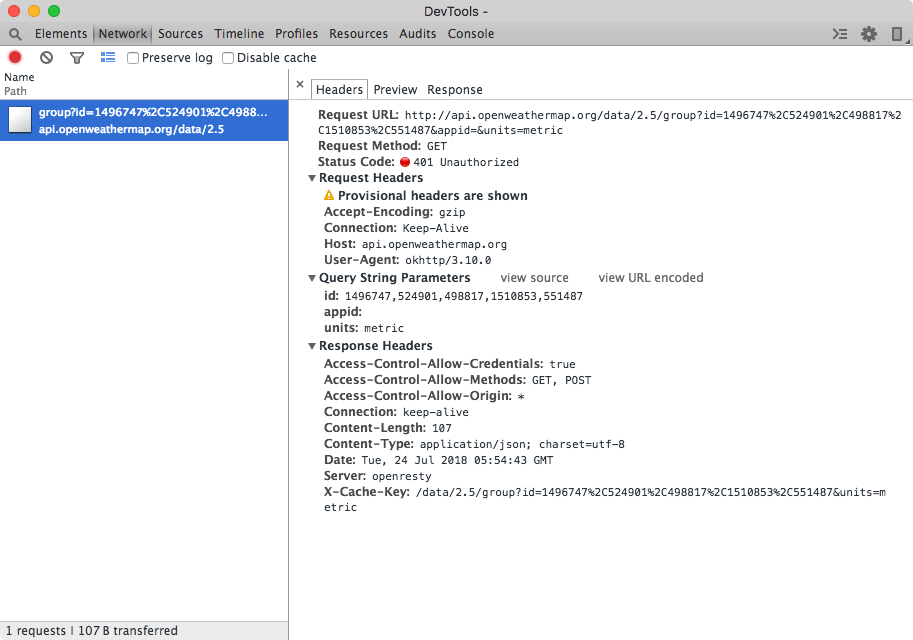 DevTools -
Elements Network Sources Timeline Profiles Resources Audits Console
Preserve log Disable cache
Name
Path
group?id=1496747%2C524901%2C4988...
api.openweathermap.org/data/2.5
× Headers Preview Response
Request URL: http://api.openweathermap.org/data/2.5/group?id=1496747%2C524901%2C498817%2
C1510853%2C551487&appid=&units=metric
Request Method: GET
Status Code: 401 Unauthorized
Request Headers
Provisional headers are shown
Accept-Encoding: gzip
Connection: Keep-Alive
Host: api.openweathermap.org
User-Agent: okhttp/3.10.0
Query String Parameters view source view URL encoded
id: 1496747,524901,498817,1510853,551487
appid:
units: metric
Response Headers
Access-Control-Allow-Credentials: true
Access-Control-Allow-Methods: GET, POST
Access-Control-Allow-Origin: *
Connection: keep-alive
Content-Length: 107
Content-Type: application/json; charset=utf-8
Date: Tue, 24 Jul 2018 05:54:43 GMT
Server: openresty
X-Cache-Key: /data/2.5/group?id=1496747%2C524901%2C498817%2C1510853%2C551487&units=m
etric
1 requests | 107 B transferred